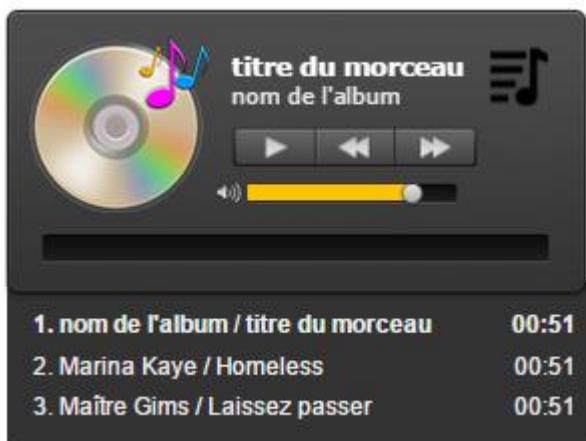 titre du morceau
nom de l'album
1. nom de l'album / titre du morceau 00:51
2. Marina Kaye / Homeless 00:51
3. Maître Gims / Laissez passer 00:51